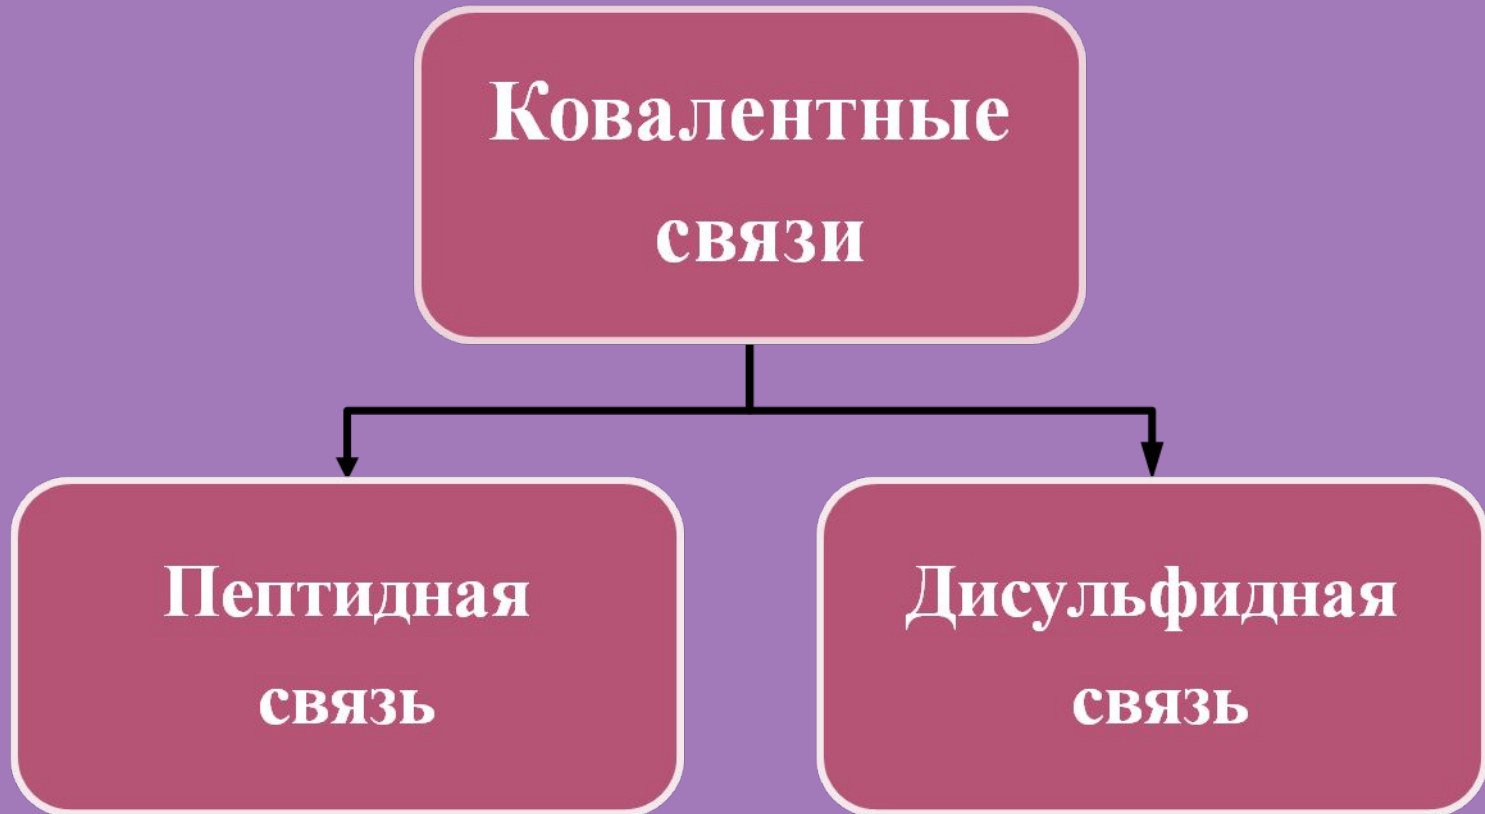 Ковалентные
связи
Пептидная
связь
Дисульфидная
связь